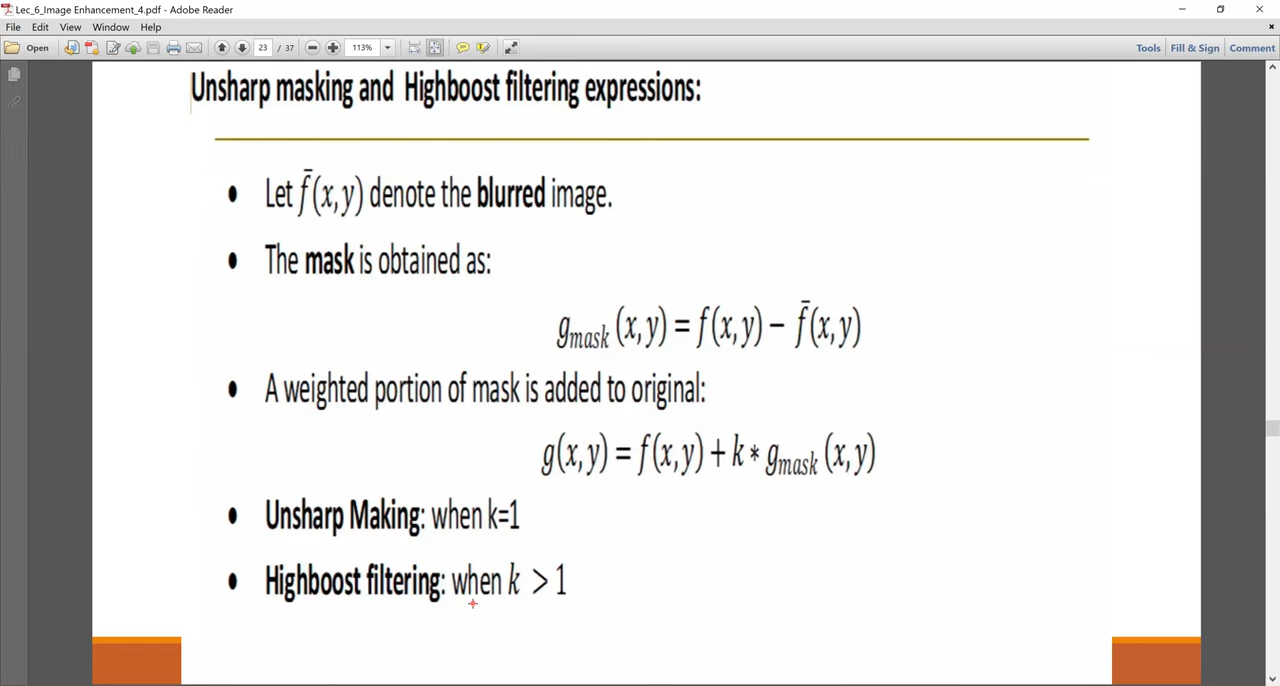 Lec_6_Image Enhancement_4.pdf - Adobe Reader
File Edit View Window Help
Open 23 / 37 113% Tools Fill & Sign Comment
Unsharp masking and Highboost filtering expressions:
• Let f̄(x,y) denote the blurred image.
• The mask is obtained as:
g_mask (x,y) = f(x,y) − f̄(x,y)
• A weighted portion of mask is added to original:
g(x,y) = f(x,y) + k * g_mask (x,y)
• Unsharp Making: when k=1
• Highboost filtering: when k > 1